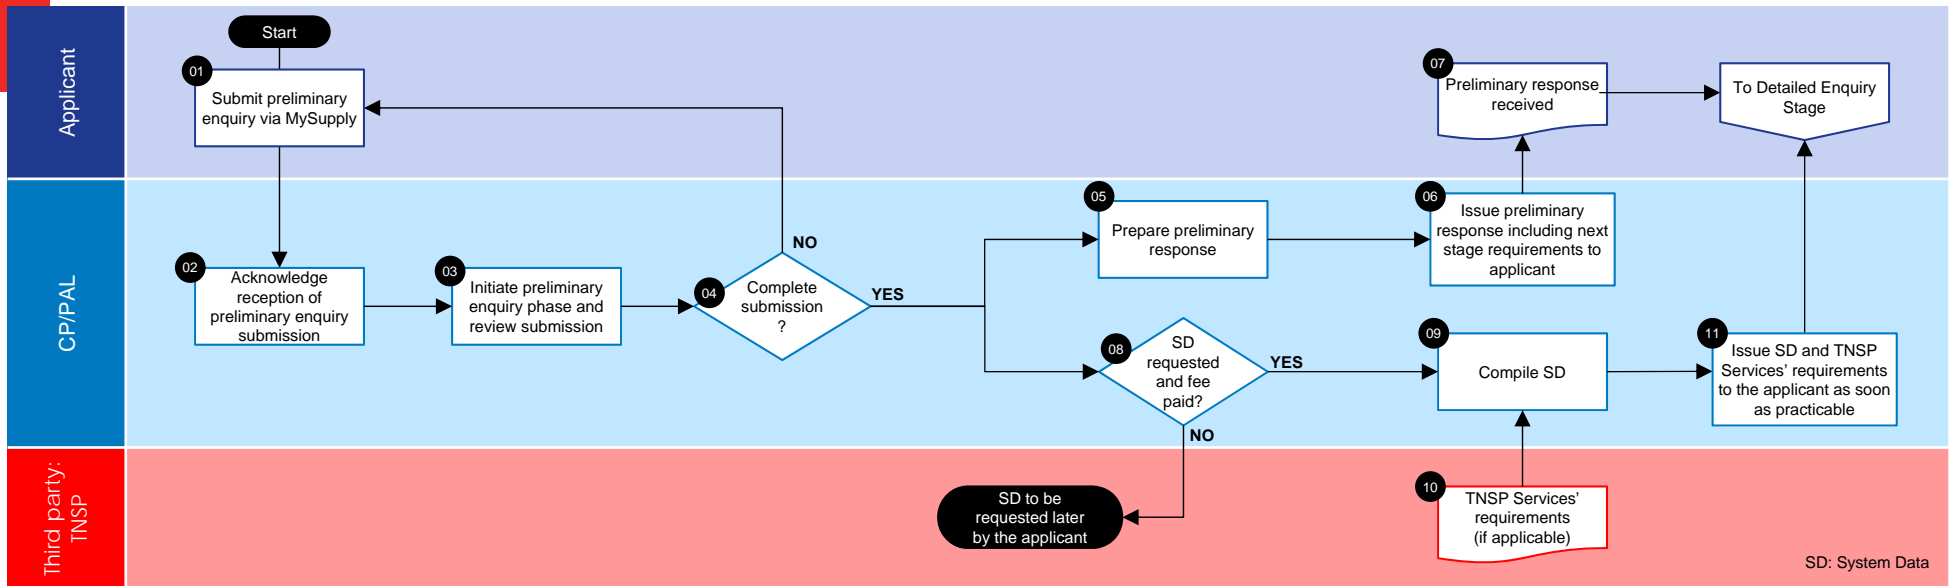 Applicant
Start
01
Submit preliminary
enquiry via MySupply
07
Preliminary response
received
To Detailed Enquiry
Stage
CP/PAL
02
Acknowledge
reception of
preliminary enquiry
submission
03
Initiate preliminary
enquiry phase and
review submission
04
Complete
submission
?
NO
YES
05
Prepare preliminary
response
06
Issue preliminary
response including next
stage requirements to
applicant
08
SD
requested
and fee
paid?
YES
NO
09
Compile SD
11
Issue SD and TNSP
Services' requirements
to the applicant as soon
as practicable
Third party:
TNSP
SD to be
requested later
by the applicant
10
TNSP Services'
requirements
(if applicable)
SD: System Data